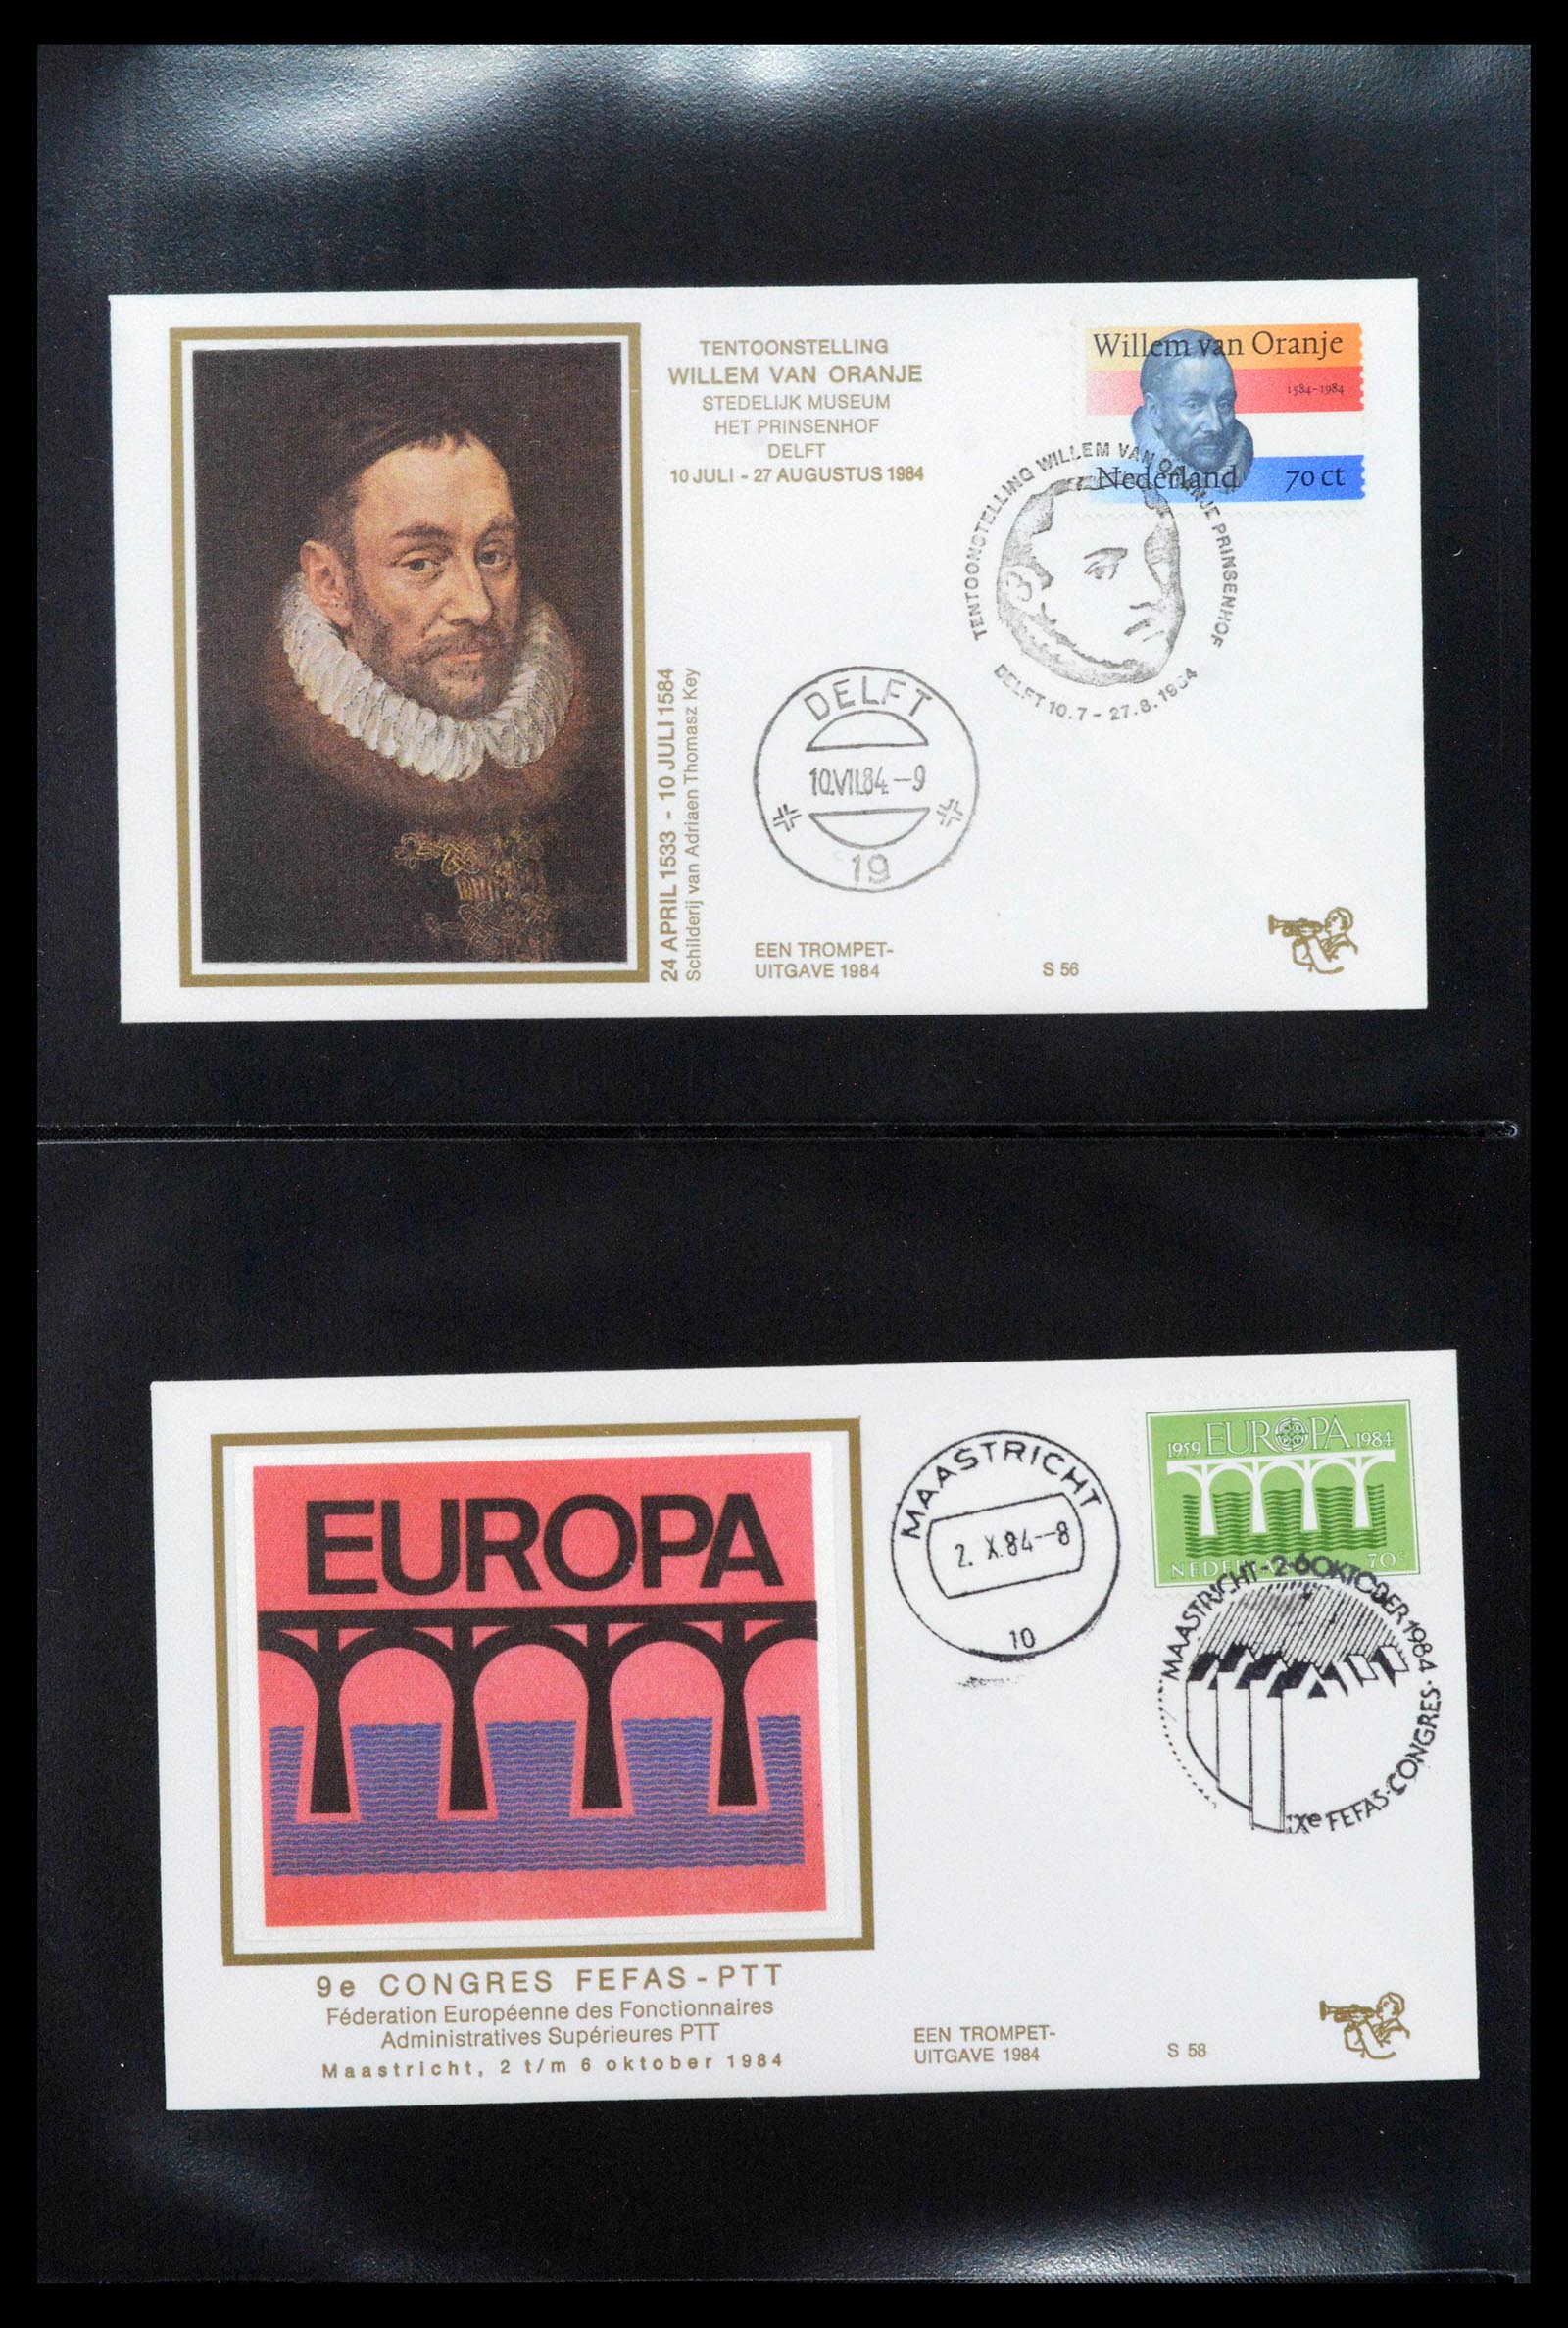 TENTOONSTELLING
WILLEM VAN ORANJE
STEDELIJK MUSEUM
HET PRINSENHOF
DELFT
10 JULI - 27 AUGUSTUS 1984
24 APRIL 1533 - 10 JULI 1584
Schilderij van Adriaen Thomasz Key
Willem van Oranje
1584-1984
Nederland 70 ct
TENTOONSTELLING WILLEM VAN ORANJE PRINSENHOF
DELFT 10.7 - 27.8.1984
DELFT
10.VII.84 - 9
19
EEN TROMPET-
UITGAVE 1984
S 56
EUROPA
9e CONGRES FEFAS - PTT
Féderation Européenne des Fonctionnaires
Administratives Supérieures PTT
Maastricht, 2 t/m 6 oktober 1984
MAASTRICHT
2. X.84 - 8
10
1959 EUROPA 1984
NEDERLAND 70c
MAASTRICHT - 2-6 OKTOBER 1984
CONGRES
FEFAS
EEN TROMPET-
UITGAVE 1984
S 58